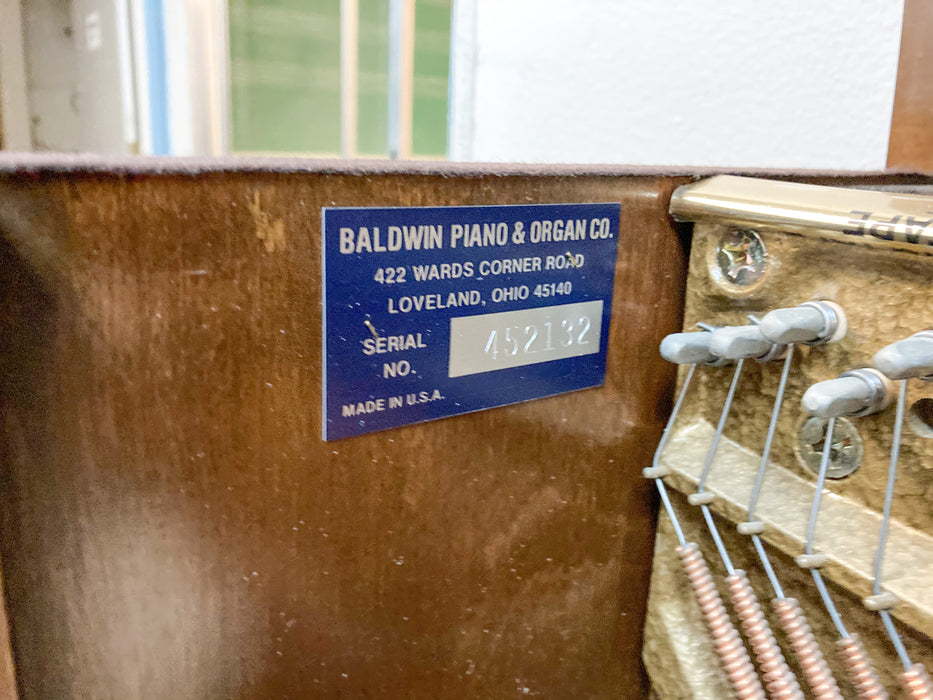 BALDWIN PIANO & ORGAN CO.
422 WARDS CORNER ROAD
LOVELAND, OHIO 45140
SERIAL
NO.
452132
MADE IN U.S.A.